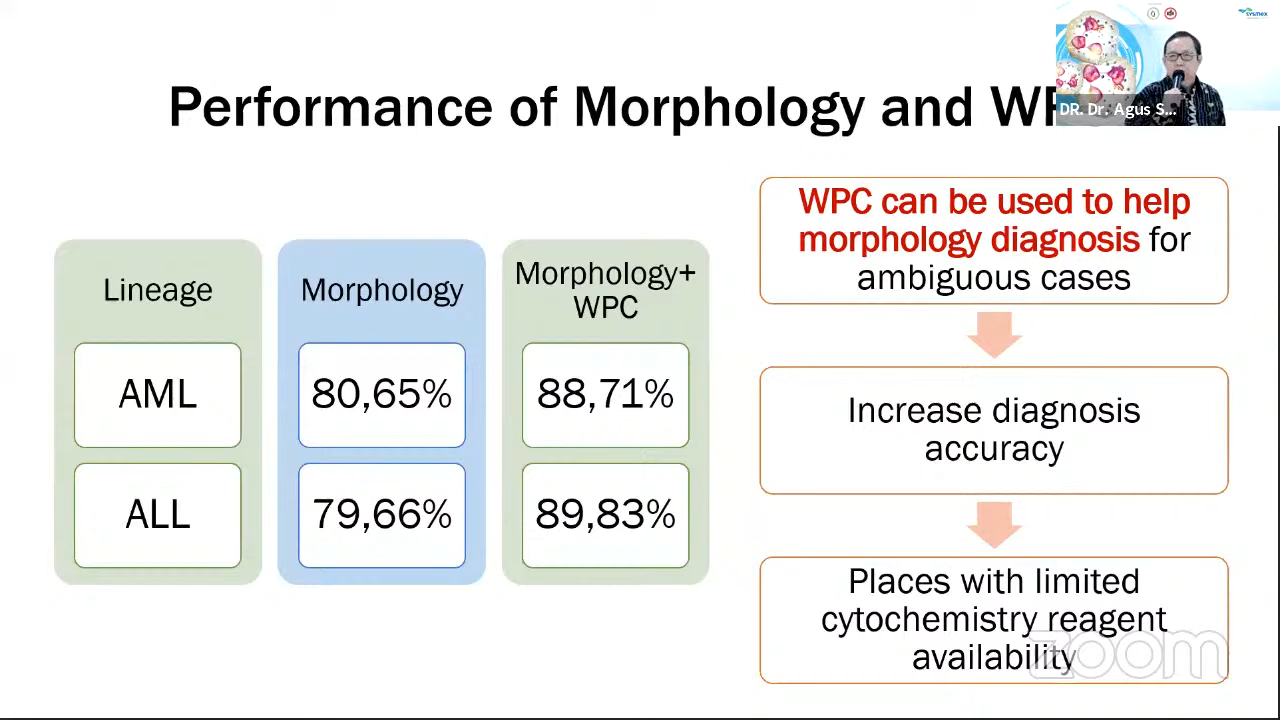 sysmex
DR. Dr. Agus S...
Performance of Morphology and
Lineage
Morphology
Morphology+
WPC
AML
80,65%
88,71%
ALL
79,66%
89,83%
WPC can be used to help
morphology diagnosis for
ambiguous cases
Increase diagnosis
accuracy
Places with limited
cytochemistry reagent
availability
zoom